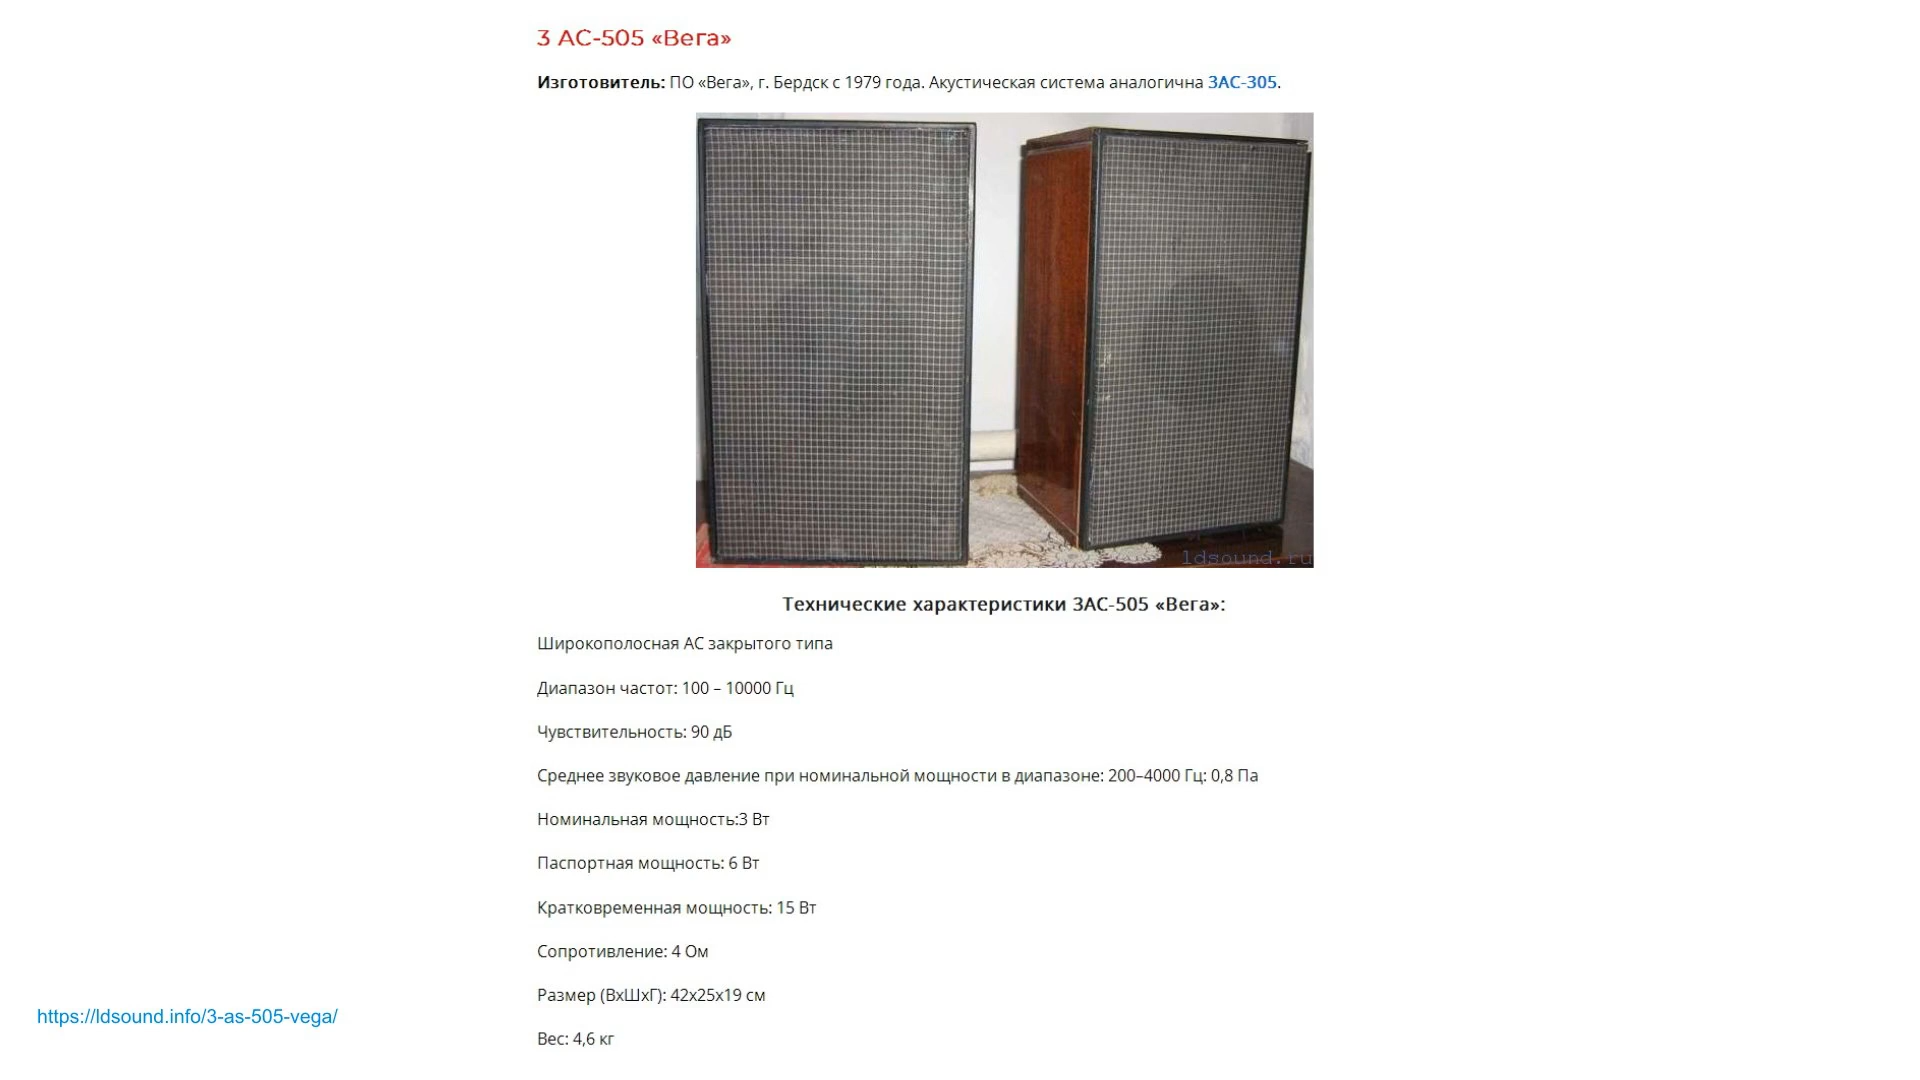 3 АС-505 «Вега»
Изготовитель: ПО «Вега», г. Бердск с 1979 года. Акустическая система аналогична 3АС-305.
ldsound.ru
Технические характеристики 3АС-505 «Вега»:
Широкополосная АС закрытого типа
Диапазон частот: 100 – 10000 Гц
Чувствительность: 90 дБ
Среднее звуковое давление при номинальной мощности в диапазоне: 200–4000 Гц: 0,8 Па
Номинальная мощность:3 Вт
Паспортная мощность: 6 Вт
Кратковременная мощность: 15 Вт
Сопротивление: 4 Ом
Размер (ВхШхГ): 42х25х19 см
https://ldsound.info/3-as-505-vega/
Вес: 4,6 кг